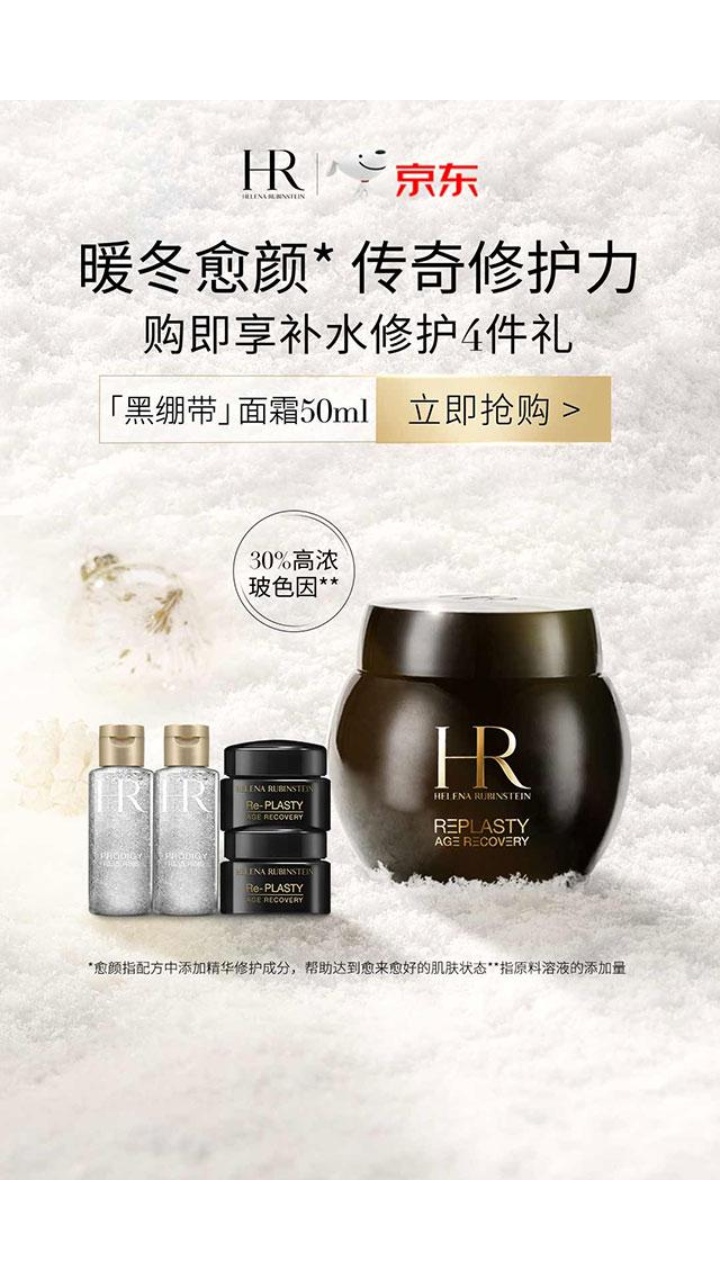 HR
HELENA RUBINSTEIN
京东
暖冬愈颜* 传奇修护力
购即享补水修护4件礼
「黑绷带」面霜50ml
立即抢购 >
30%高浓
玻色因**
HR
HELENA RUBINSTEIN
REPLASTY
AGE RECOVERY
HR
PRODIGY
HR
PRODIGY
HELENA RUBINSTEIN
Re-PLASTY
AGE RECOVERY
HELENA RUBINSTEIN
Re-PLASTY
AGE RECOVERY
*愈颜指配方中添加精华修护成分，帮助达到愈来愈好的肌肤状态**指原料溶液的添加量